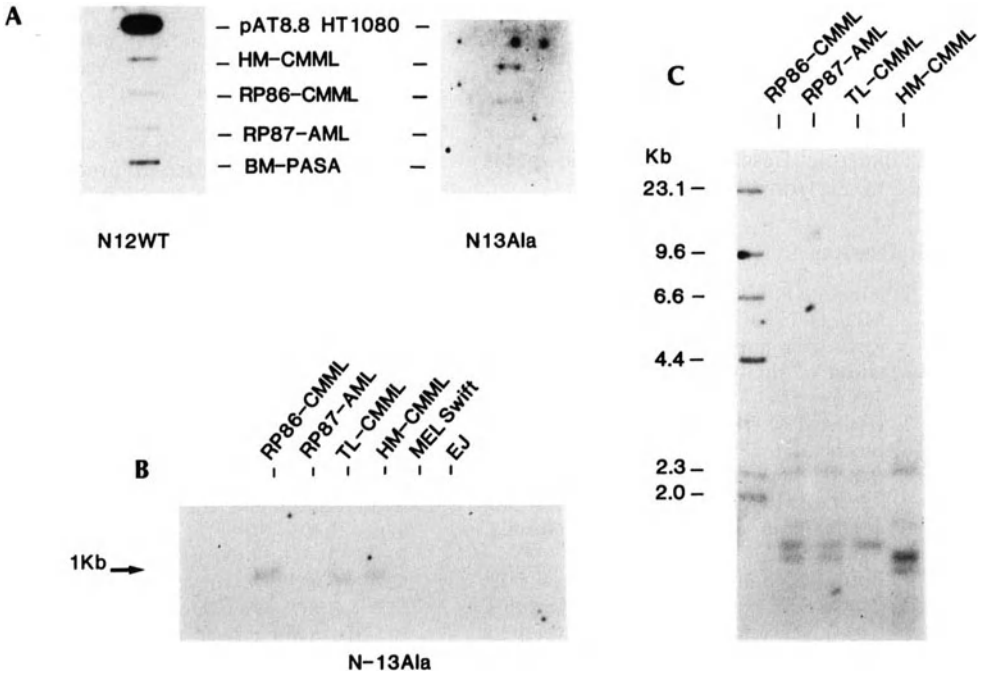 A
– pAT8.8 HT1080 –
– HM–CMML –
– RP86–CMML –
– RP87–AML –
– BM–PASA –
N12WT
N13Ala
B
RP86–CMML
RP87–AML
TL–CMML
HM–CMML
MEL Swift
EJ
1Kb
N–13Ala
C
RP86–CMML
RP87–AML
TL–CMML
HM–CMML
Kb
23.1 –
9.6 –
6.6 –
4.4 –
2.3 –
2.0 –